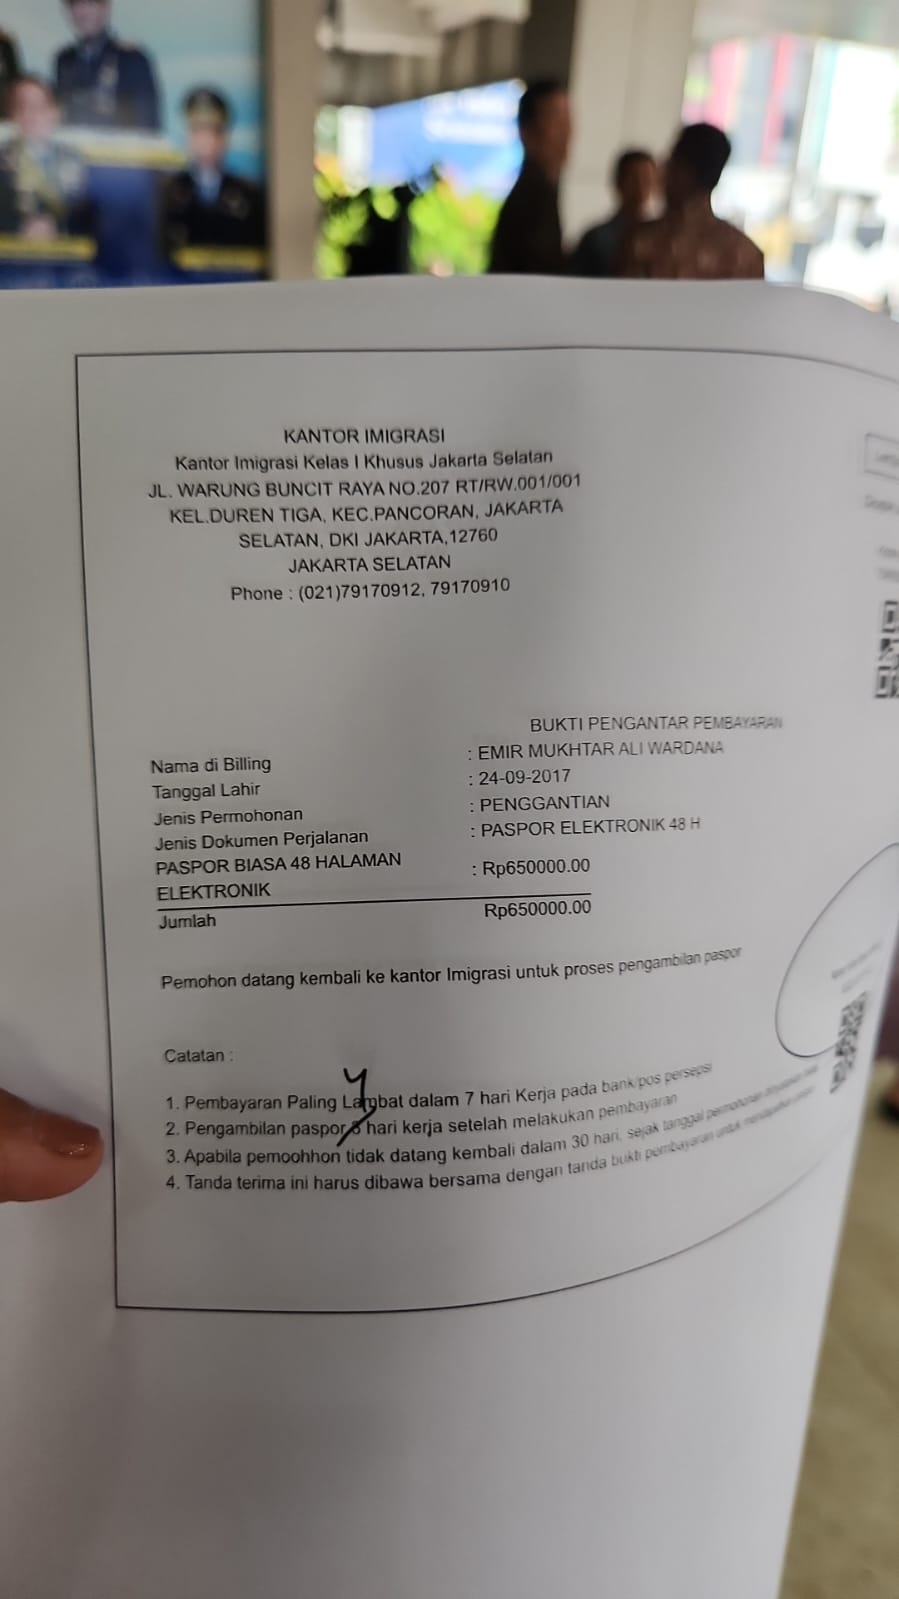 KANTOR IMIGRASI
Kantor Imigrasi Kelas I Khusus Jakarta Selatan
JL. WARUNG BUNCIT RAYA NO.207 RT/RW.001/001
KEL.DUREN TIGA, KEC.PANCORAN, JAKARTA
SELATAN, DKI JAKARTA,12760
JAKARTA SELATAN
Phone : (021)79170912, 79170910
BUKTI PENGANTAR PEMBAYARAN
Nama di Billing : EMIR MUKHTAR ALI WARDANA
Tanggal Lahir : 24-09-2017
Jenis Permohonan : PENGGANTIAN
Jenis Dokumen Perjalanan : PASPOR ELEKTRONIK 48 H
PASPOR BIASA 48 HALAMAN : Rp650000.00
ELEKTRONIK
Jumlah Rp650000.00
Pemohon datang kembali ke kantor Imigrasi untuk proses pengambilan paspor
Catatan :
1. Pembayaran Paling Lambat dalam 7 hari Kerja pada bank/pos persepsi
2. Pengambilan paspor hari kerja setelah melakukan pembayaran
3. Apabila pemoohhon tidak datang kembali dalam 30 hari, sejak tanggal permohonan
4. Tanda terima ini harus dibawa bersama dengan tanda bukti pembayaran untuk